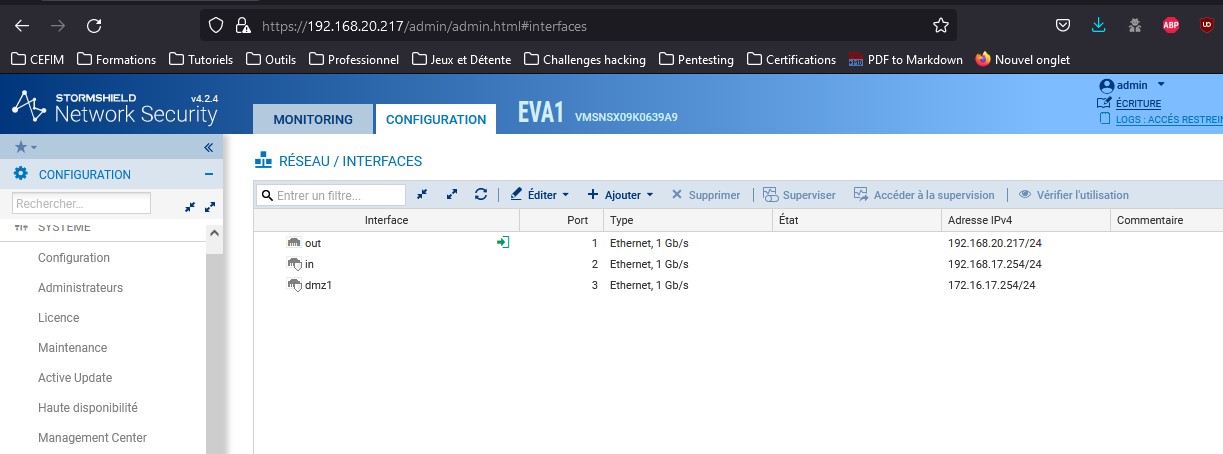 https://192.168.20.217/admin/admin.html#interfaces
ABP
UD
CEFIM Formations Tutoriels Outils Professionnel Jeux et Détente Challenges hacking Pentesting Certifications PDF to Markdown Nouvel onglet
STORMSHIELD v4.2.4
Network Security
MONITORING CONFIGURATION EVA1 VMSNSX09K0639A9
admin
ÉCRITURE
LOGS : ACCÉS RESTREIN
CONFIGURATION
Rechercher...
SYSTÈME
Configuration
Administrateurs
Licence
Maintenance
Active Update
Haute disponibilité
Management Center
RÉSEAU / INTERFACES
Entrer un filtre... Éditer Ajouter Supprimer Superviser Accéder à la supervision Vérifier l'utilisation
Interface Port Type État Adresse IPv4 Commentaire
out 1 Ethernet, 1 Gb/s 192.168.20.217/24
in 2 Ethernet, 1 Gb/s 192.168.17.254/24
dmz1 3 Ethernet, 1 Gb/s 172.16.17.254/24